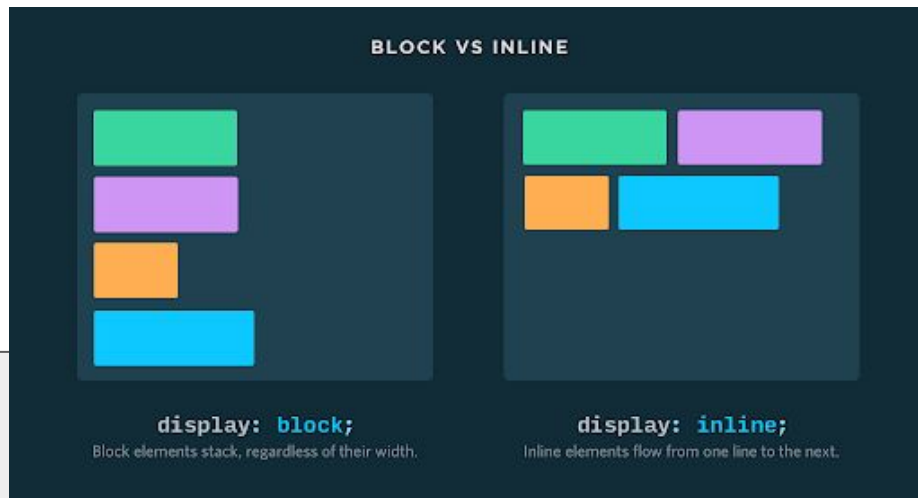 BLOCK VS INLINE
display: block;
Block elements stack, regardless of their width.
display: inline;
Inline elements flow from one line to the next.